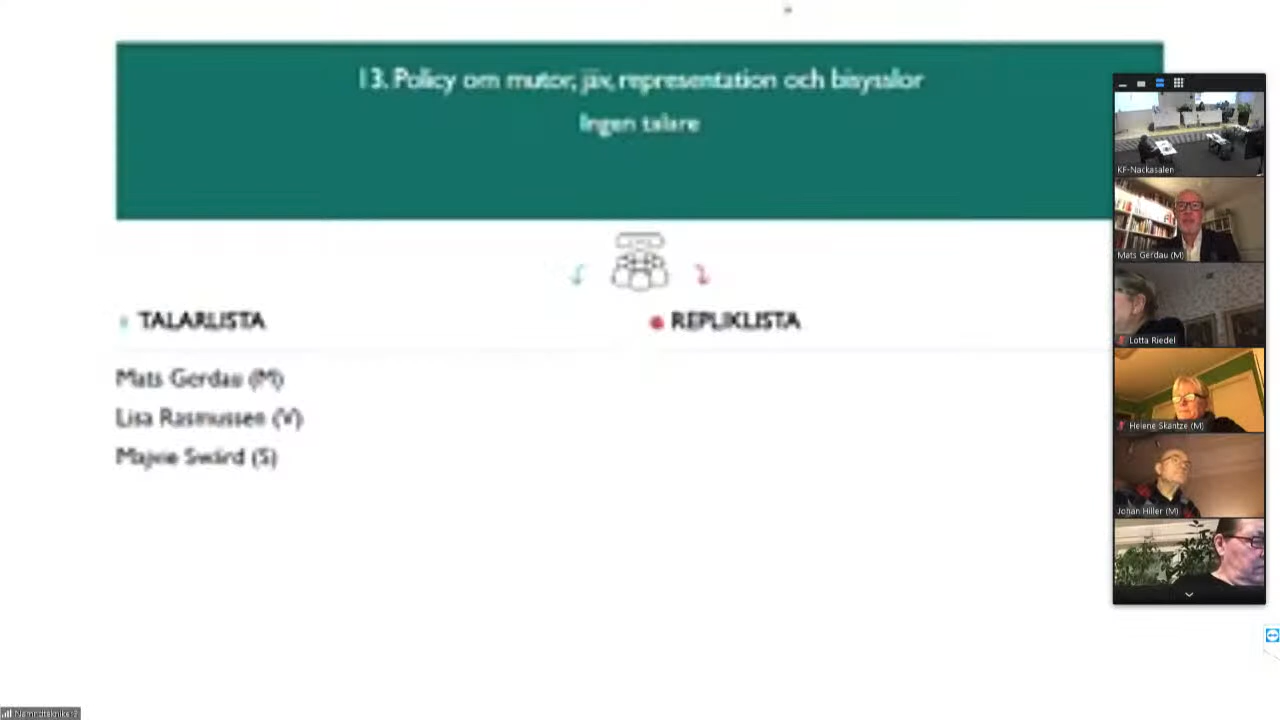 13. Policy om mutor, jäv, representation och bisysslor
Ingen talare
TALARLISTA
REPLIKLISTA
Mats Gerdau (M)
Lisa Rasmussen (V)
Majvie Swärd (S)
KF-Nackasalen
Mats Gerdau (M)
Lotta Riedel
Helene Skantze (M)
Johan Hiller (M)